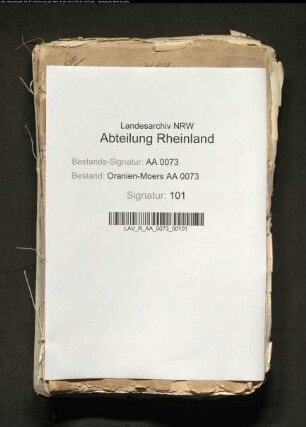 Landesarchiv NRW
Abteilung Rheinland
Bestands-Signatur: AA 0073
Bestand: Oranien-Moers AA 0073
Signatur: 101
LAV_R_AA_0073_00101